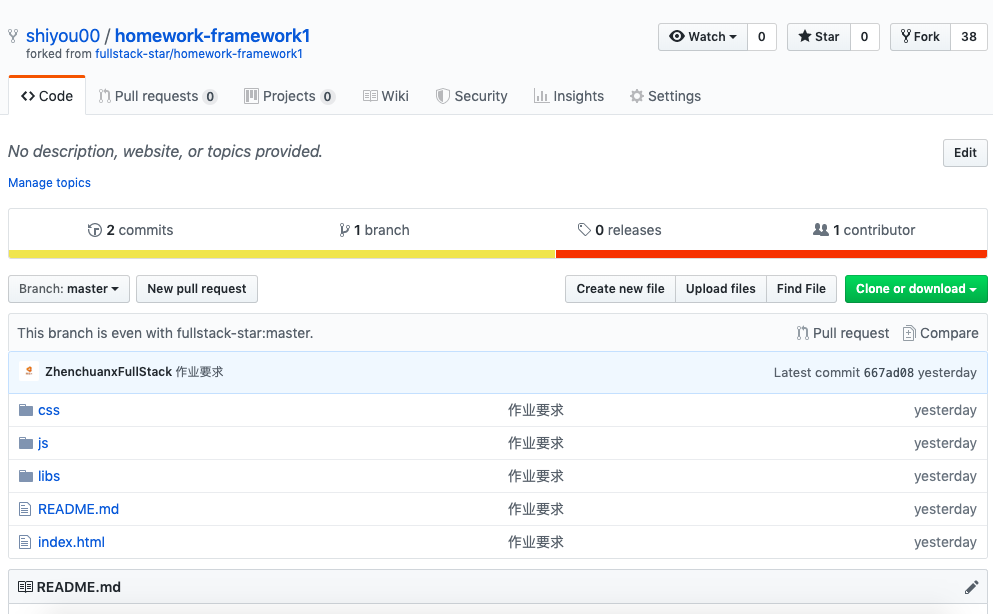 shiyou00 / homework-framework1
Watch 0 Star 0 Fork 38
forked from fullstack-star/homework-framework1
Code Pull requests 0 Projects 0 Wiki Security Insights Settings
No description, website, or topics provided. Edit
Manage topics
2 commits 1 branch 0 releases 1 contributor
Branch: master New pull request Create new file Upload files Find File Clone or download
This branch is even with fullstack-star:master. Pull request Compare
ZhenchuanxFullStack 作业要求 Latest commit 667ad08 yesterday
css 作业要求 yesterday
js 作业要求 yesterday
libs 作业要求 yesterday
README.md 作业要求 yesterday
index.html 作业要求 yesterday
README.md